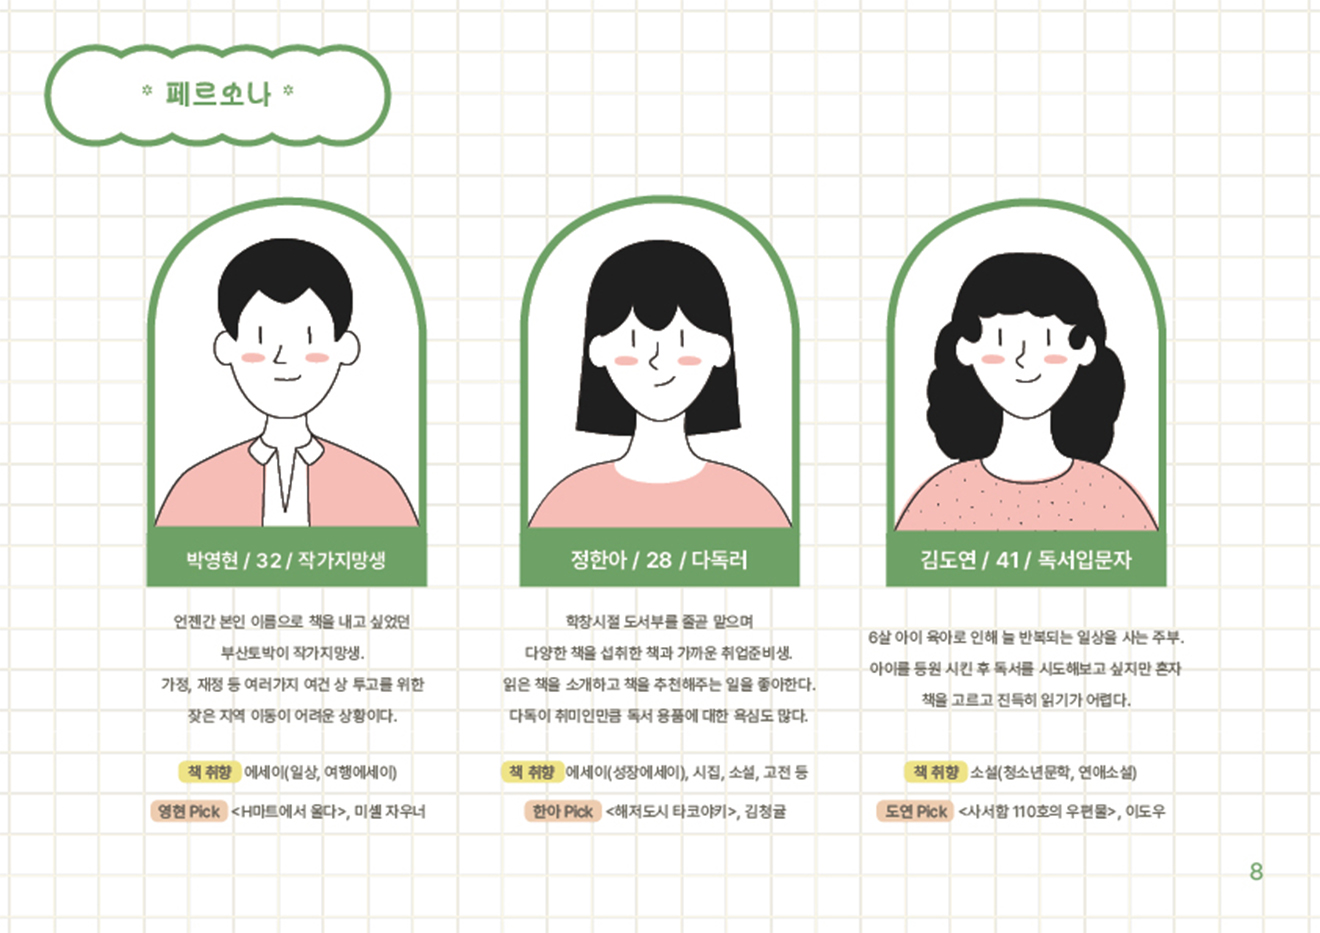 * 페르소나 *
박영현 / 32 / 작가지망생
언젠간 본인 이름으로 책을 내고 싶었던
부산토박이 작가지망생.
가정, 재정 등 여러가지 여건 상 투고를 위한
잦은 지역 이동이 어려운 상황이다.
책 취향 에세이(일상, 여행에세이)
영현 Pick <H마트에서 울다>, 미셸 자우너
정한아 / 28 / 다독러
학창시절 도서부를 줄곧 맡으며
다양한 책을 섭취한 책과 가까운 취업준비생.
읽은 책을 소개하고 책을 추천해주는 일을 좋아한다.
다독이 취미인만큼 독서 용품에 대한 욕심도 많다.
책 취향 에세이(성장에세이), 시집, 소설, 고전 등
한아 Pick <해저도시 타코야키>, 김청귤
김도연 / 41 / 독서입문자
6살 아이 육아로 인해 늘 반복되는 일상을 사는 주부.
아이를 등원 시킨 후 독서를 시도해보고 싶지만 혼자
책을 고르고 진득히 읽기가 어렵다.
책 취향 소설(청소년문학, 연애소설)
도연 Pick <사서함 110호의 우편물>, 이도우
8